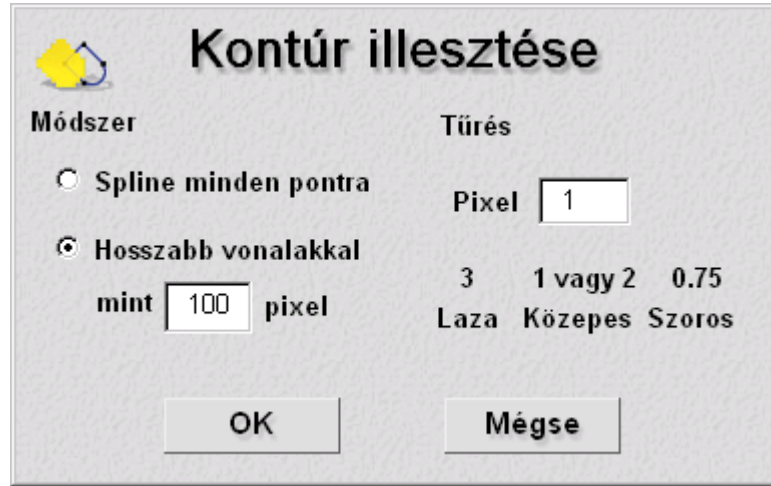 Kontúr illesztése
Módszer
Spline minden pontra
Hosszabb vonalakkal
mint 100 pixel
Tűrés
Pixel 1
3 1 vagy 2 0.75
Laza Közepes Szoros
OK Mégse